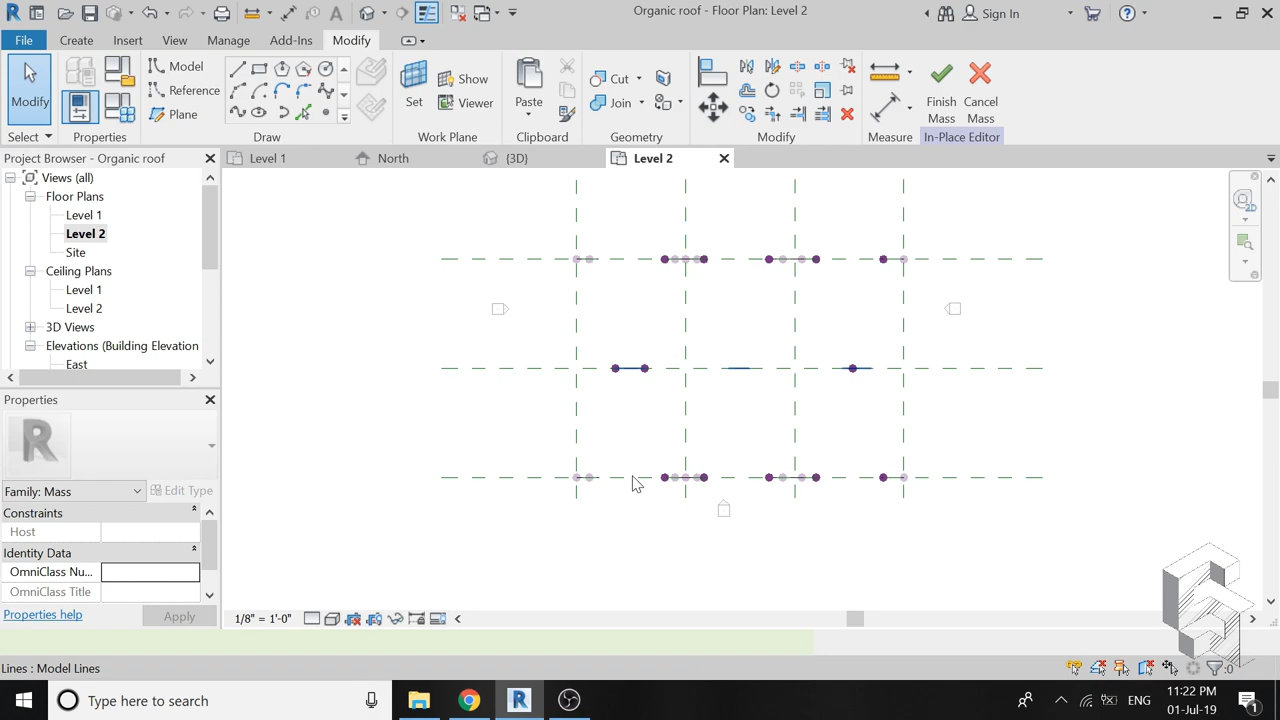 Organic roof - Floor Plan: Level 2
Sign In
File Create Insert View Manage Add-Ins Modify
Modify
Select
Properties
Model
Reference
Plane
Draw
Set
Show
Viewer
Work Plane
Paste
Clipboard
Cut
Join
Geometry
Modify
Measure
Finish Mass
Cancel Mass
In-Place Editor
Project Browser - Organic roof
Views (all)
Floor Plans
Level 1
Level 2
Site
Ceiling Plans
Level 1
Level 2
3D Views
Elevations (Building Elevation
East
Level 1
North
{3D}
Level 2
2D
Properties
R
Family: Mass
Edit Type
Constraints
Host
Identity Data
OmniClass Nu...
OmniClass Title
Properties help
Apply
1/8" = 1'-0"
Lines : Model Lines
:0
Type here to search
ENG
11:22 PM
01-Jul-19
1